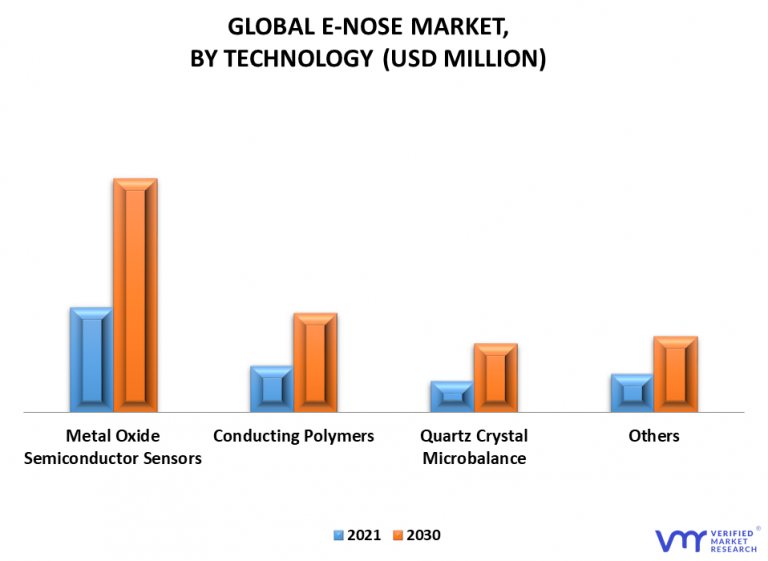 GLOBAL E-NOSE MARKET,
BY TECHNOLOGY (USD MILLION)
Metal Oxide
Semiconductor Sensors
Conducting Polymers
Quartz Crystal
Microbalance
Others
2021 2030
VMR VERIFIED
MARKET
RESEARCH
®